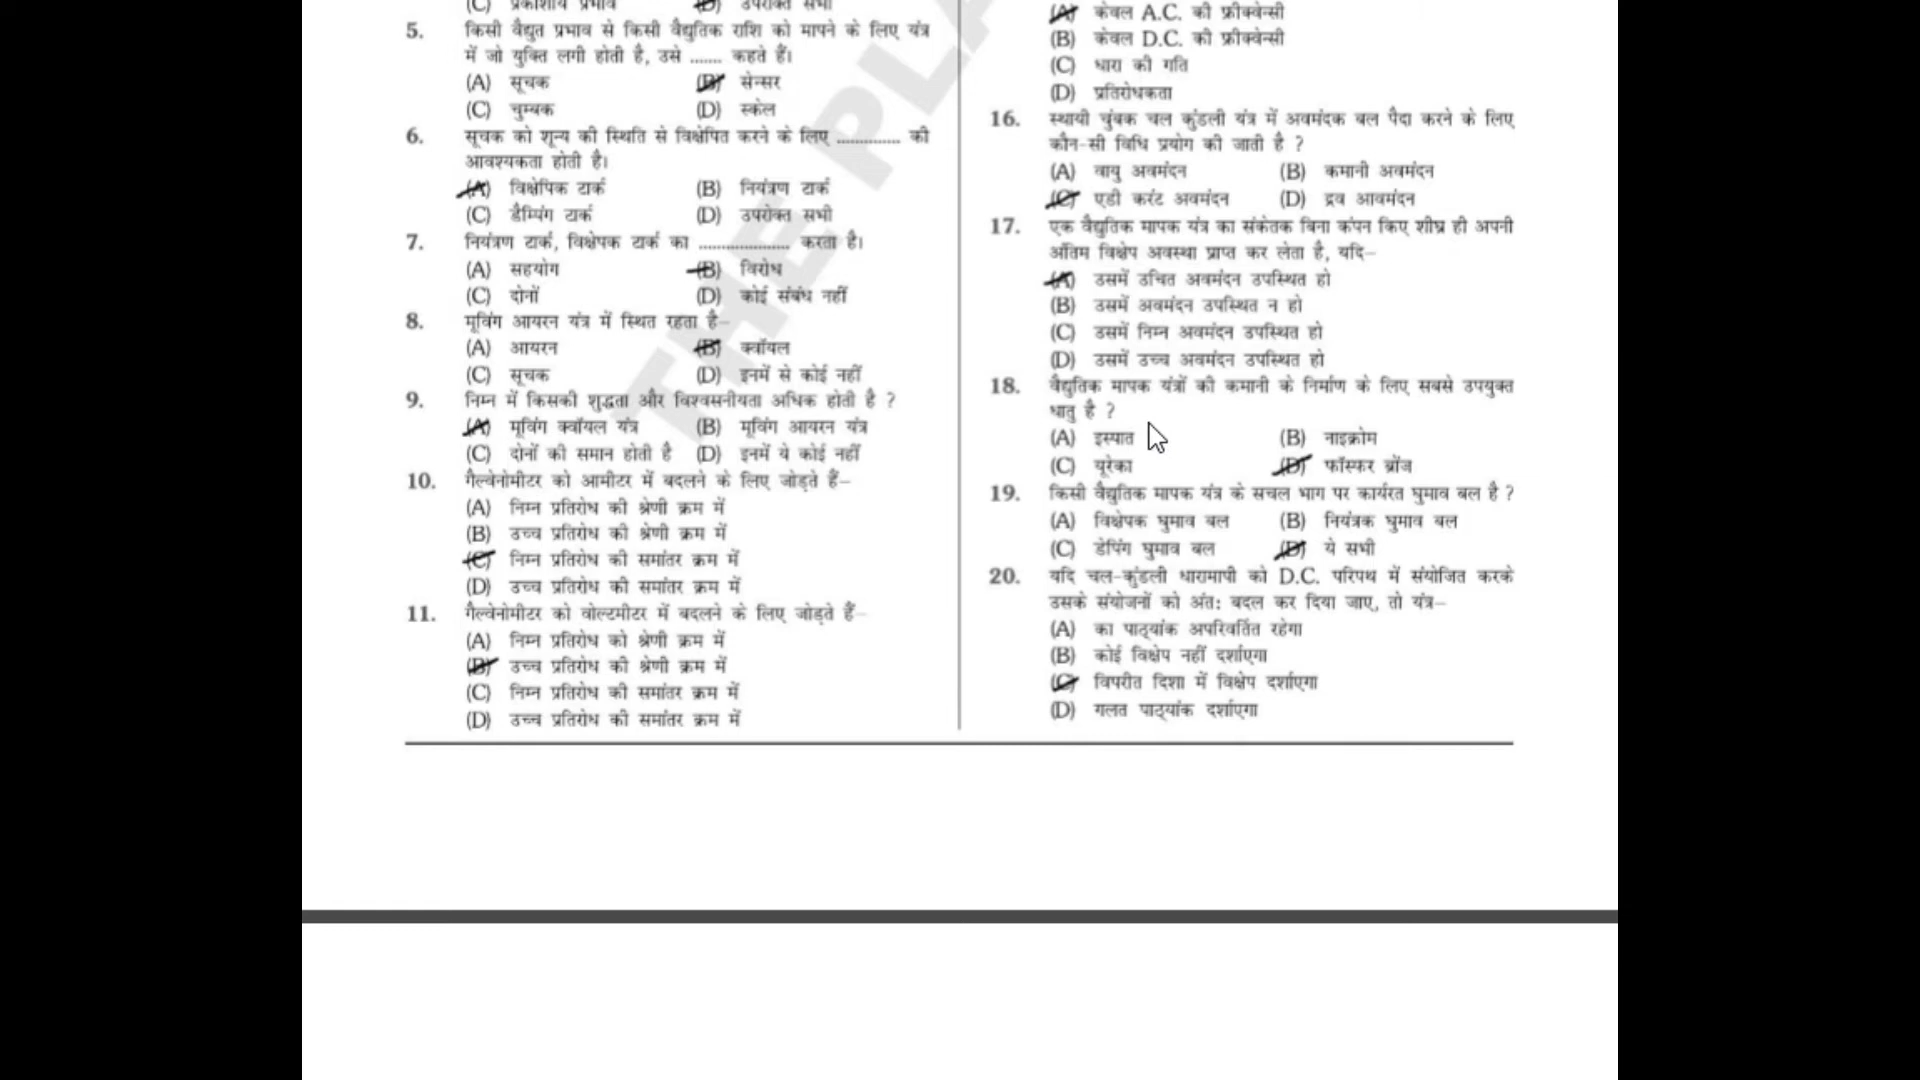 (C) प्रकाशीय प्रभाव (D) उपरोक्त सभी
5. किसी वैद्युत प्रभाव से किसी वैद्युतिक राशि को मापने के लिए यंत्र
में जो युक्ति लगी होती है, उसे ....... कहते हैं।
(A) सूचक (B) सेन्सर
(C) चुम्बक (D) स्केल
6. सूचक को शून्य की स्थिति से विक्षेपित करने के लिए .............. की
आवश्यकता होती है।
(A) विक्षेपिक टार्क (B) नियंत्रण टार्क
(C) डैम्पिंग टार्क (D) उपरोक्त सभी
7. नियंत्रण टार्क, विक्षेपक टार्क का .................... करता है।
(A) सहयोग (B) विरोध
(C) दोनों (D) कोई संबंध नहीं
8. मूविंग आयरन यंत्र में स्थित रहता है–
(A) आयरन (B) क्वॉयल
(C) सूचक (D) इनमें से कोई नहीं
9. निम्न में किसकी शुद्धता और विश्वसनीयता अधिक होती है ?
(A) मूविंग क्वॉयल यंत्र (B) मूविंग आयरन यंत्र
(C) दोनों की समान होती है (D) इनमें ये कोई नहीं
10. गैल्वेनोमीटर को आमीटर में बदलने के लिए जोड़ते हैं–
(A) निम्न प्रतिरोध की श्रेणी क्रम में
(B) उच्च प्रतिरोध की श्रेणी क्रम में
(C) निम्न प्रतिरोध की समांतर क्रम में
(D) उच्च प्रतिरोध की समांतर क्रम में
11. गैल्वेनोमीटर को वोल्टमीटर में बदलने के लिए जोड़ते हैं–
(A) निम्न प्रतिरोध को श्रेणी क्रम में
(B) उच्च प्रतिरोध की श्रेणी क्रम में
(C) निम्न प्रतिरोध की समांतर क्रम में
(D) उच्च प्रतिरोध की समांतर क्रम में
(A) केवल A.C. की फ्रीक्वेन्सी
(B) केवल D.C. की फ्रीक्वेन्सी
(C) धारा की गति
(D) प्रतिरोधकता
16. स्थायी चुंबक चल कुंडली यंत्र में अवमंदक बल पैदा करने के लिए
कौन-सी विधि प्रयोग की जाती है ?
(A) वायु अवमंदन (B) कमानी अवमंदन
(C) एडी करंट अवमंदन (D) द्रव आवमंदन
17. एक वैद्युतिक मापक यंत्र का संकेतक बिना कंपन किए शीघ्र ही अपनी
अंतिम विक्षेप अवस्था प्राप्त कर लेता है, यदि–
(A) उसमें उचित अवमंदन उपस्थित हो
(B) उसमें अवमंदन उपस्थित न हो
(C) उसमें निम्न अवमंदन उपस्थित हो
(D) उसमें उच्च अवमंदन उपस्थित हो
18. वैद्युतिक मापक यंत्रों की कमानी के निर्माण के लिए सबसे उपयुक्त
धातु है ?
(A) इस्पात (B) नाइक्रोम
(C) यूरेका (D) फॉस्फर ब्रोंज
19. किसी वैद्युतिक मापक यंत्र के सचल भाग पर कार्यरत घुमाव बल है ?
(A) विक्षेपक घुमाव बल (B) नियंत्रक घुमाव बल
(C) डेपिंग घुमाव बल (D) ये सभी
20. यदि चल-कुंडली धारामापी को D.C. परिपथ में संयोजित करके
उसके संयोजनों को अंत: बदल कर दिया जाए, तो यंत्र–
(A) का पाठ्यांक अपरिवर्तित रहेगा
(B) कोई विक्षेप नहीं दर्शाएगा
(C) विपरीत दिशा में विक्षेप दर्शाएगा
(D) गलत पाठ्यांक दर्शाएगा
THE PLA